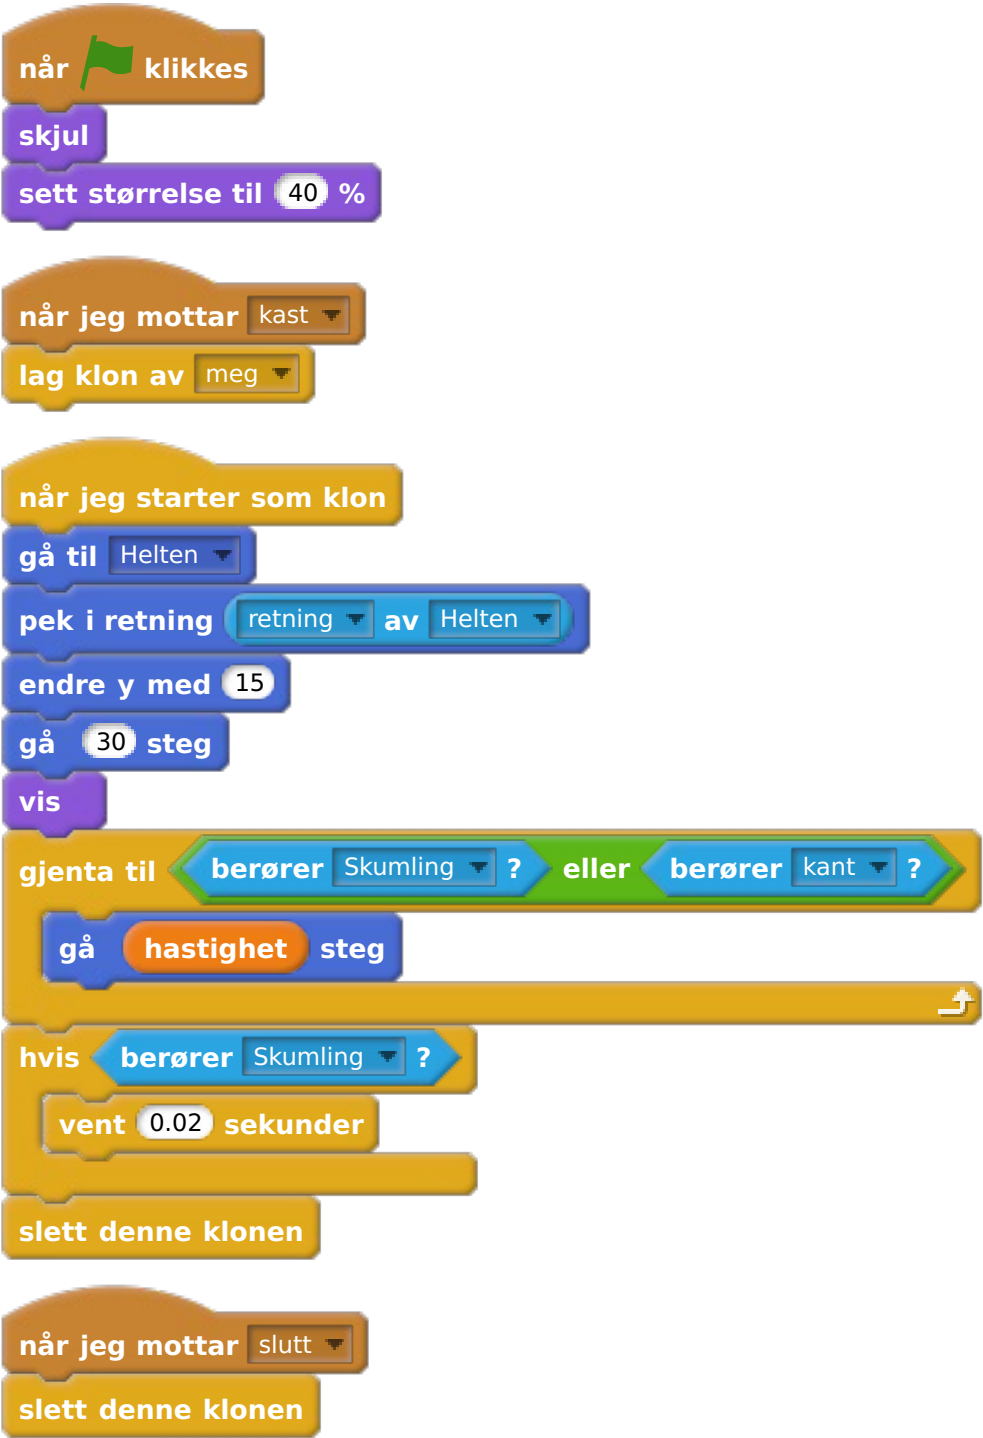 når klikkes
skjul
sett størrelse til 40 %
når jeg mottar kast
lag klon av meg
når jeg starter som klon
gå til Helten
pek i retning retning av Helten
endre y med 15
gå 30 steg
vis
gjenta til berører Skumling ? eller berører kant ?
gå hastighet steg
hvis berører Skumling ?
vent 0.02 sekunder
slett denne klonen
når jeg mottar slutt
slett denne klonen